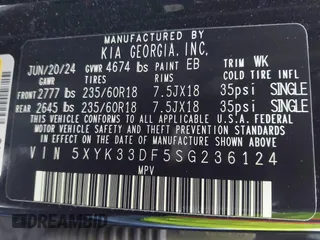 MANUFACTURED BY
KIA GEORGIA, INC.
JUN/20/24 GVWR 4674 lbs PAINT EB TRIM WK
GAWR TIRES RIMS COLD TIRE INF.
FRONT 2777 lbs 235/60R18 7.5JX18 35psi SINGLE
REAR 2645 lbs 235/60R18 7.5JX18 35psi SINGLE
THIS VEHICLE CONFORMS TO ALL APPLICABLE U.S.A. FEDERAL MOTOR
VEHICLE SAFETY, BUMPER, AND THEFT PREVENTION STANDARDS
IN EFFECT ON THE DATE OF MANUFACTURE SHOWN ABOVE.
VIN 5XYK33DF5SG236124
MPV
DREAMBID